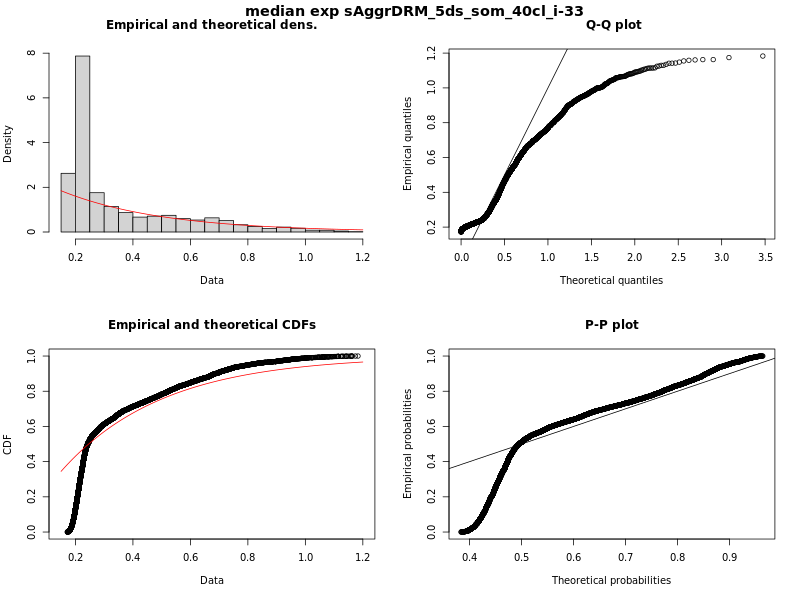 median exp sAggrDRM_5ds_som_40cl_i-33
Empirical and theoretical dens.
Density
0 2 4 6 8
0.2 0.4 0.6 0.8 1.0 1.2
Data
Q-Q plot
Empirical quantiles
0.2 0.4 0.6 0.8 1.0 1.2
0.0 0.5 1.0 1.5 2.0 2.5 3.0 3.5
Theoretical quantiles
Empirical and theoretical CDFs
CDF
0.0 0.2 0.4 0.6 0.8 1.0
0.2 0.4 0.6 0.8 1.0 1.2
Data
P-P plot
Empirical probabilities
0.0 0.2 0.4 0.6 0.8 1.0
0.4 0.5 0.6 0.7 0.8 0.9
Theoretical probabilities